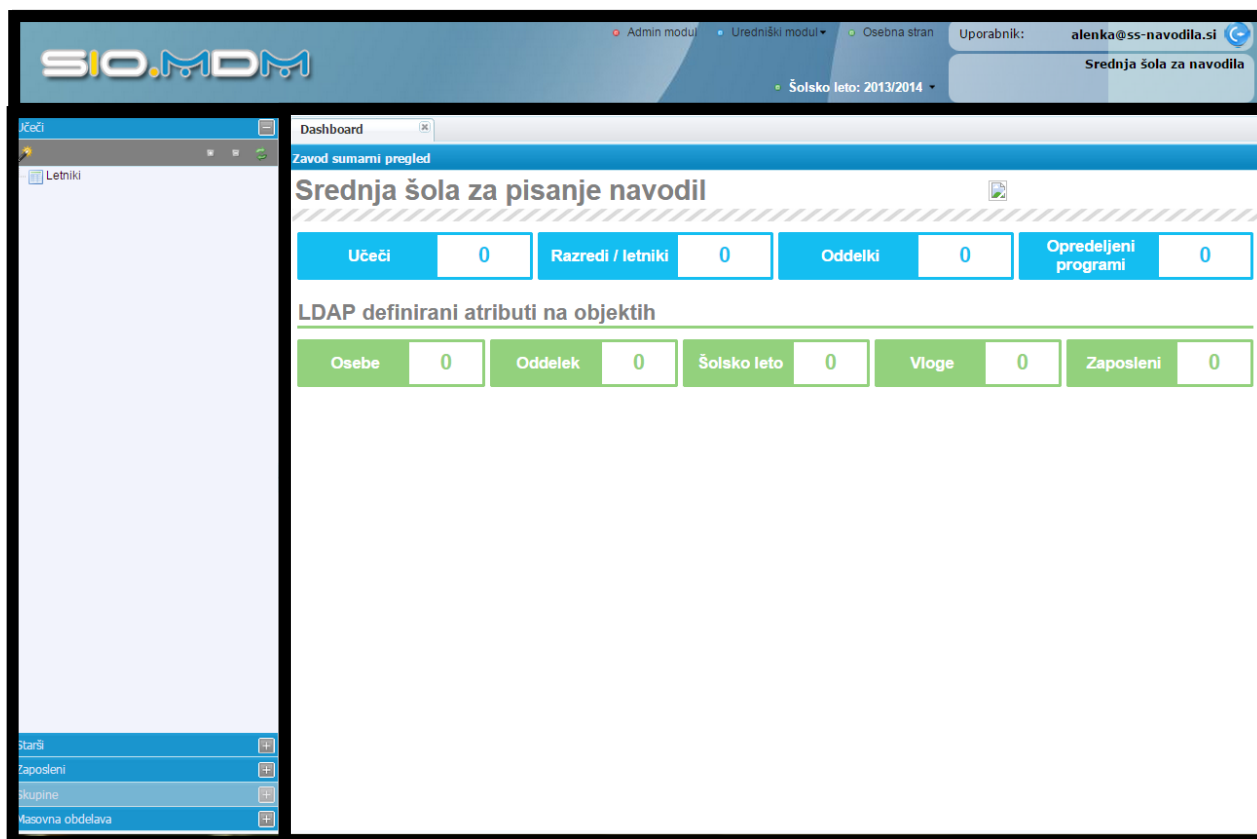 SIO.MDM
Admin modul
Uredniški modul
Osebna stran
Šolsko leto: 2013/2014
Uporabnik: alenka@ss-navodila.si
Srednja šola za navodila
Učeči
Letniki
Starši
Zaposleni
Skupine
Masovna obdelava
Dashboard
Zavod sumarni pregled
Srednja šola za pisanje navodil
Učeči 0
Razredi / letniki 0
Oddelki 0
Opredeljeni
programi 0
LDAP definirani atributi na objektih
Osebe 0
Oddelek 0
Šolsko leto 0
Vloge 0
Zaposleni 0